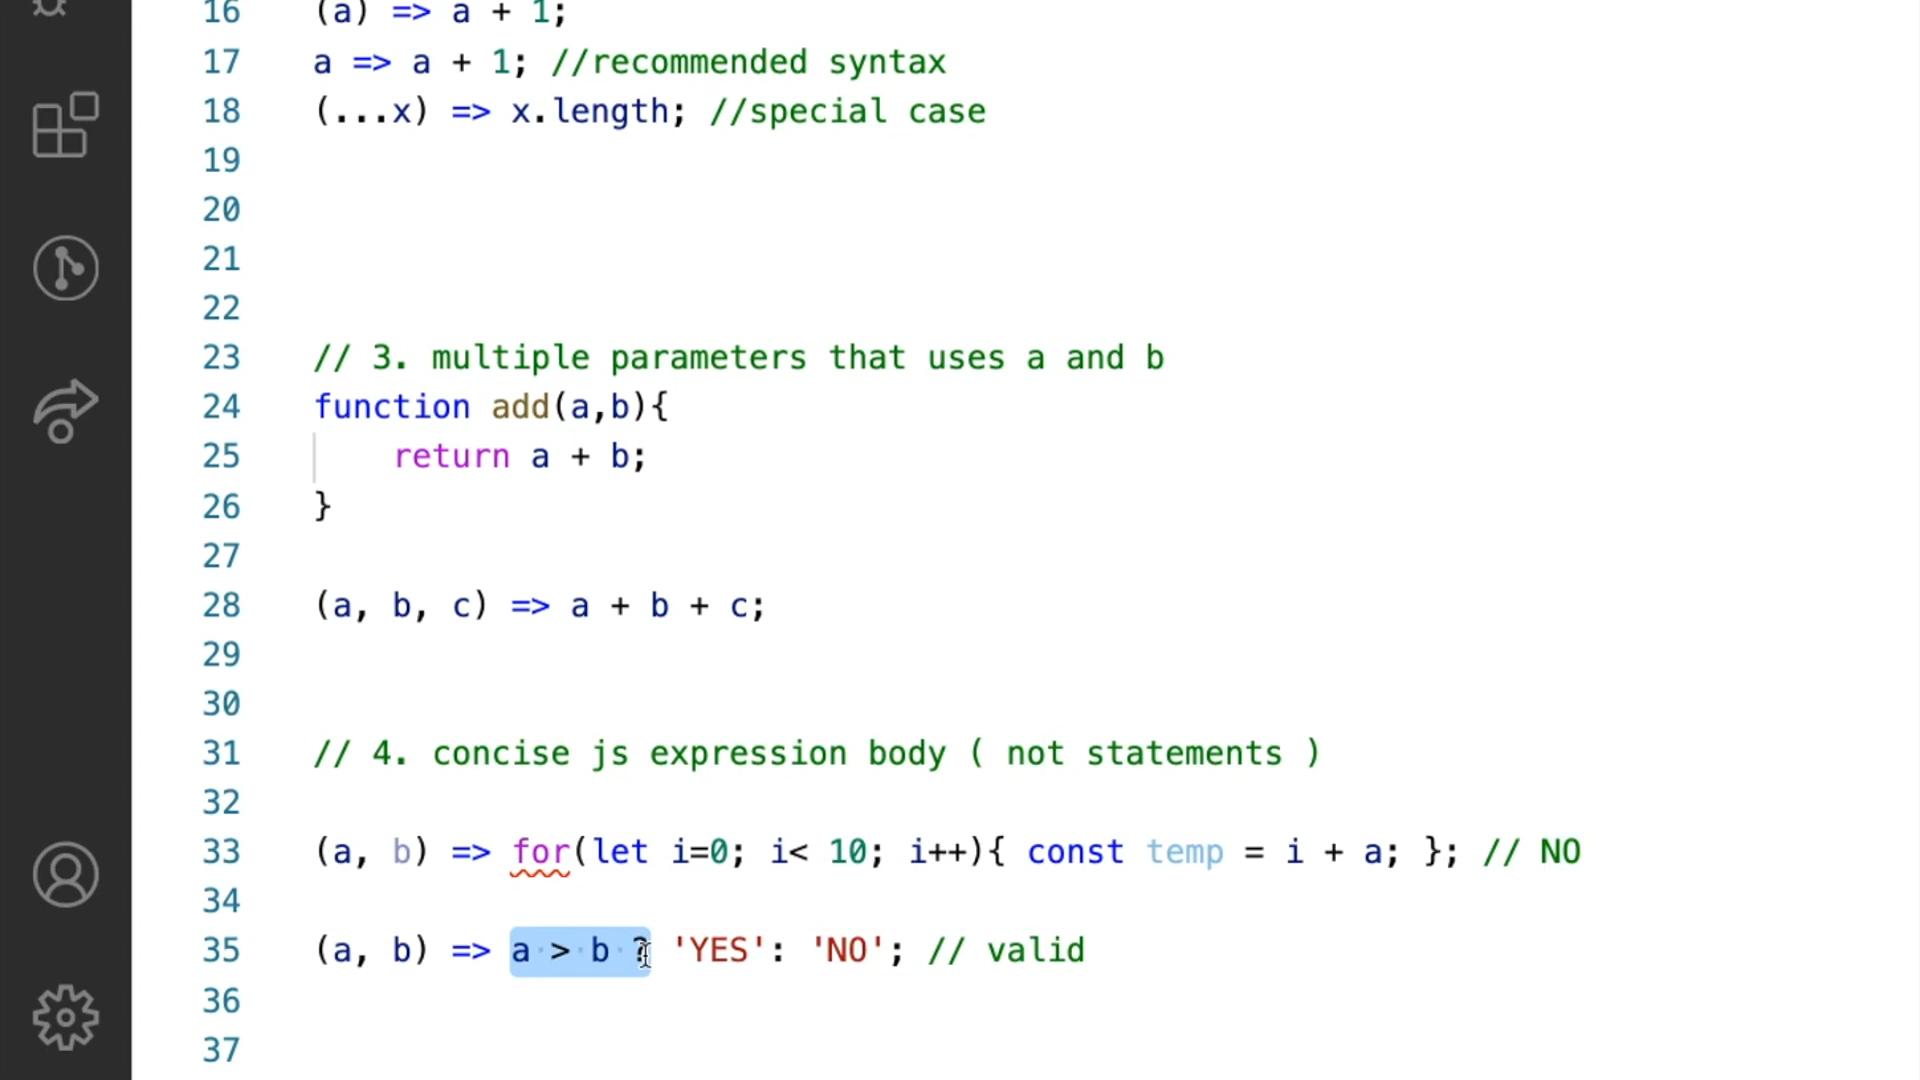 16 (a) => a + 1;
17 a => a + 1; //recommended syntax
18 (...x) => x.length; //special case
19
20
21
22
23 // 3. multiple parameters that uses a and b
24 function add(a,b){
25 return a + b;
26 }
27
28 (a, b, c) => a + b + c;
29
30
31 // 4. concise js expression body ( not statements )
32
33 (a, b) => for(let i=0; i< 10; i++){ const temp = i + a; }; // NO
34
35 (a, b) => a > b ? 'YES': 'NO'; // valid
36
37